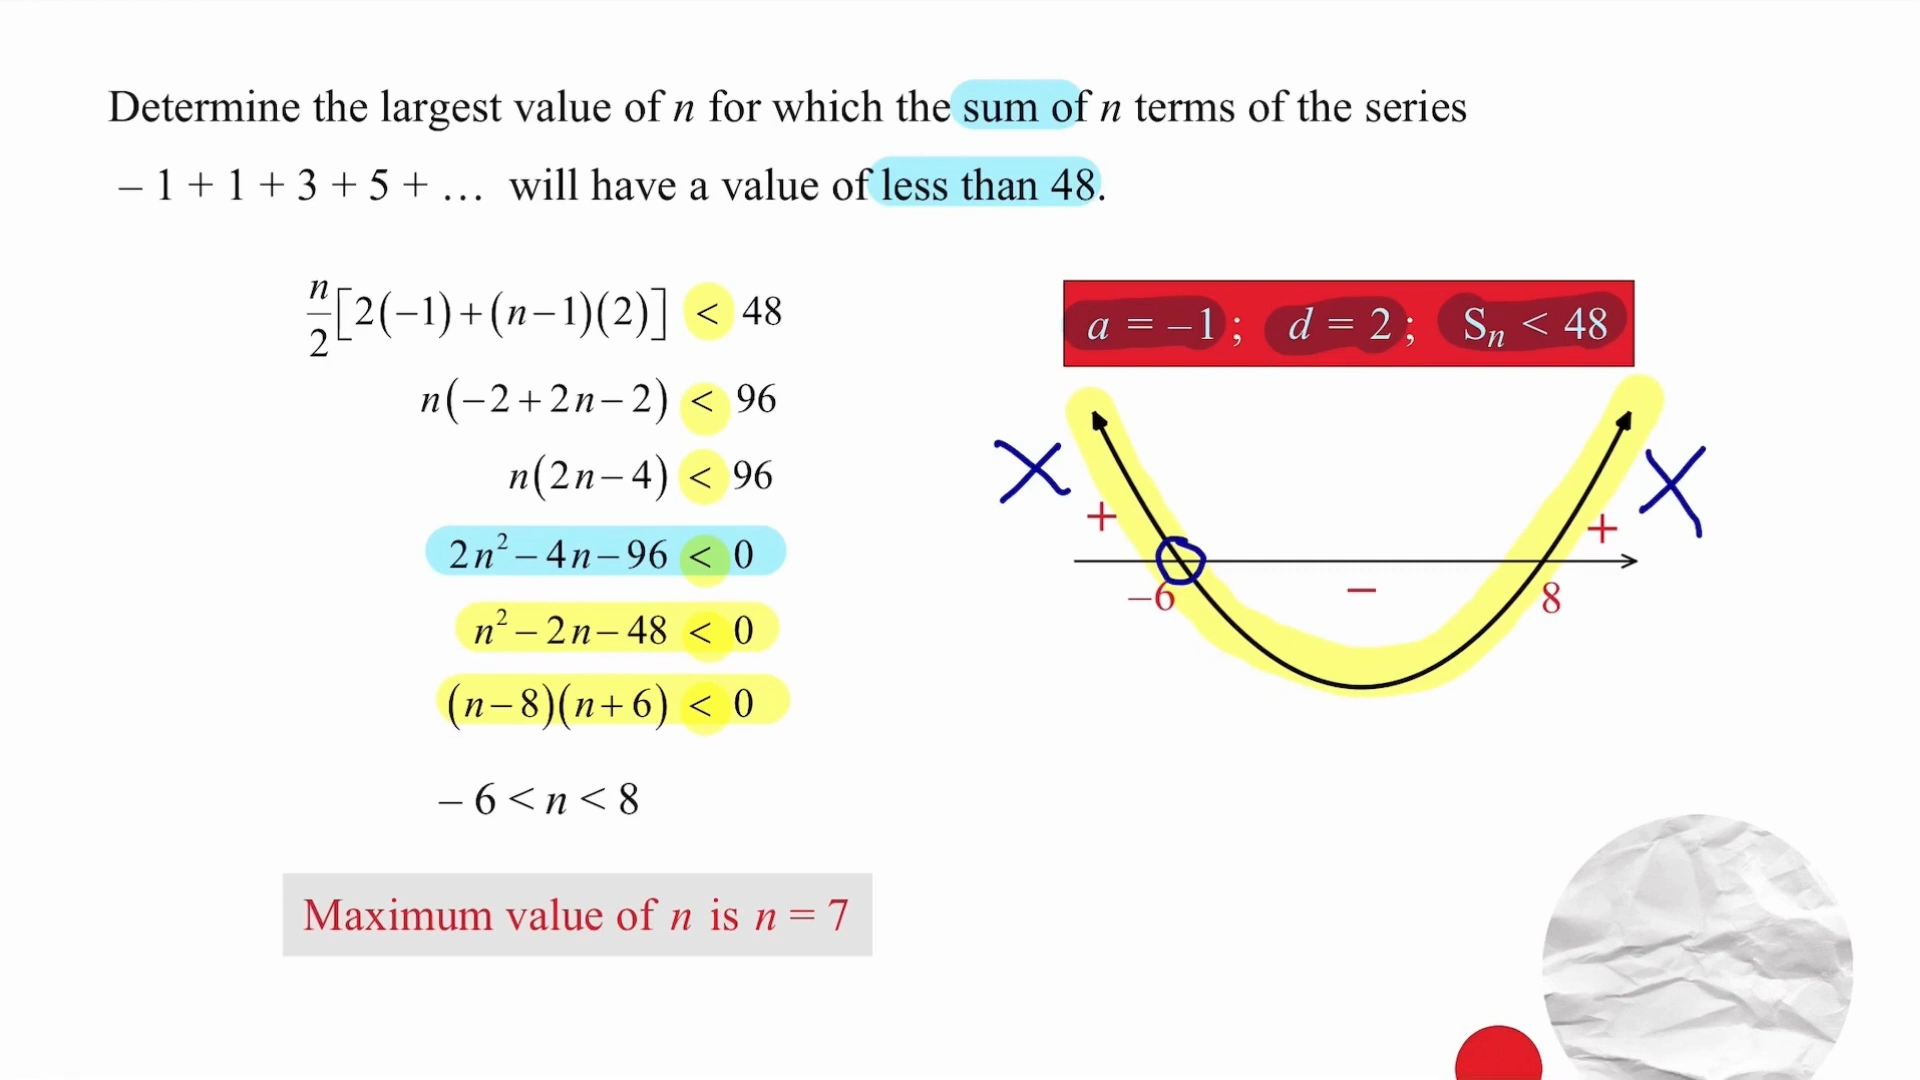 Determine the largest value of n for which the sum of n terms of the series
– 1 + 1 + 3 + 5 + … will have a value of less than 48.
n/2[2(−1)+(n−1)(2)] < 48
n(−2+2n−2) < 96
n(2n−4) < 96
2n²−4n−96 < 0
n²−2n−48 < 0
(n−8)(n+6) < 0
– 6 < n < 8
Maximum value of n is n = 7
a = −1 ; d = 2 ; Sₙ < 48
X X
+ +
−6 − 8